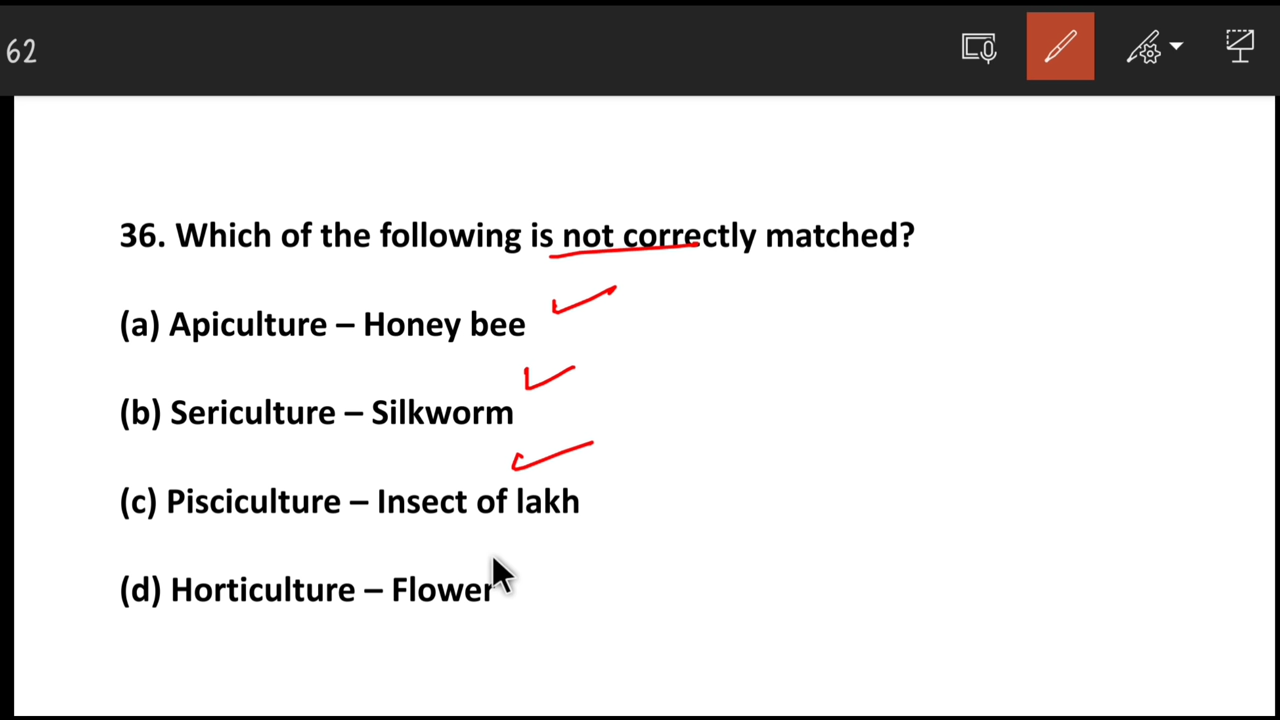 62
36. Which of the following is not correctly matched?
(a) Apiculture – Honey bee
(b) Sericulture – Silkworm
(c) Pisciculture – Insect of lakh
(d) Horticulture – Flower